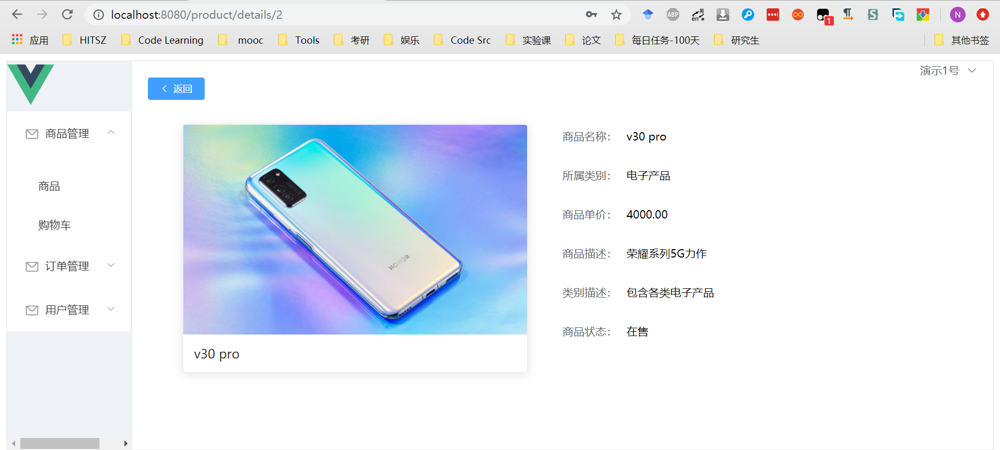 localhost:8080/product/details/2
ABP
英
en
1
N
应用 HITSZ Code Learning mooc Tools 考研 娱乐 Code Src 实验课 论文 每日任务-100天 研究生 其他书签
演示1号
返回
商品管理
商品
购物车
订单管理
用户管理
HONOR
v30 pro
商品名称： v30 pro
所属类别： 电子产品
商品单价： 4000.00
商品描述： 荣耀系列5G力作
类别描述： 包含各类电子产品
商品状态： 在售